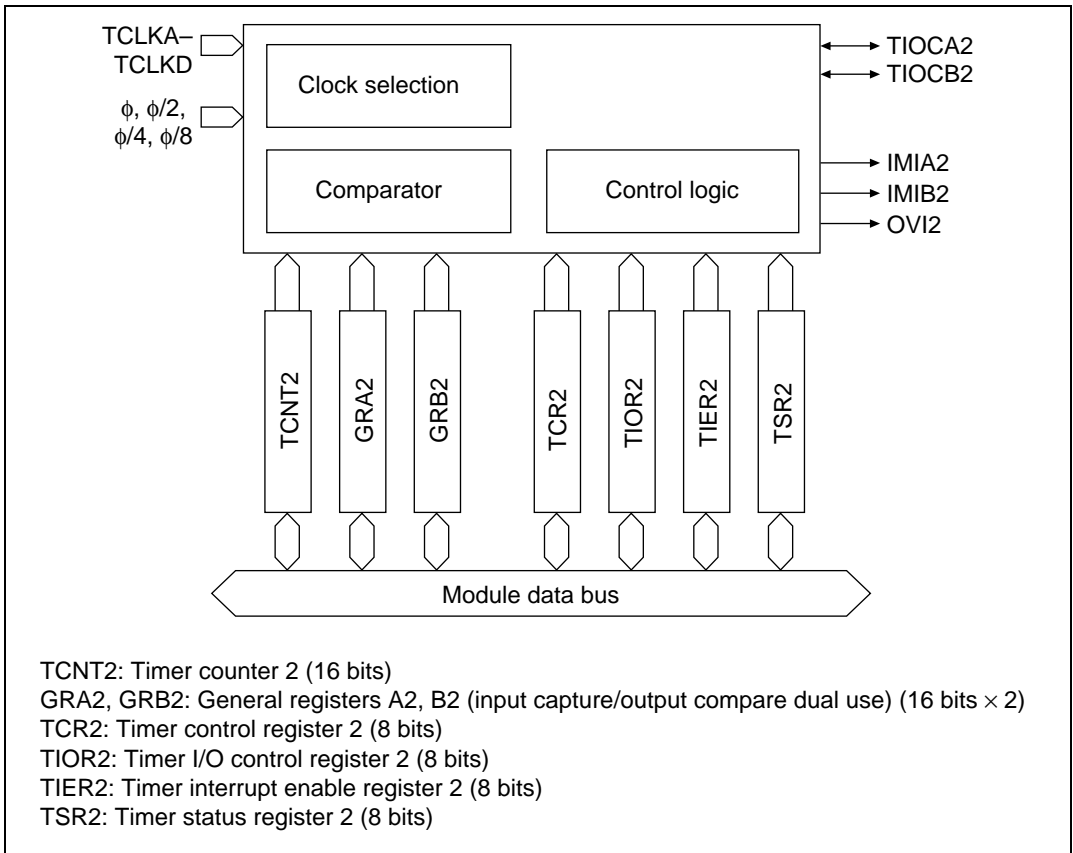 TCLKA–
TCLKD
ϕ, ϕ/2,
ϕ/4, ϕ/8
Clock selection
Comparator
Control logic
TIOCA2
TIOCB2
IMIA2
IMIB2
OVI2
TCNT2
GRA2
GRB2
TCR2
TIOR2
TIER2
TSR2
Module data bus
TCNT2: Timer counter 2 (16 bits)
GRA2, GRB2: General registers A2, B2 (input capture/output compare dual use) (16 bits × 2)
TCR2: Timer control register 2 (8 bits)
TIOR2: Timer I/O control register 2 (8 bits)
TIER2: Timer interrupt enable register 2 (8 bits)
TSR2: Timer status register 2 (8 bits)